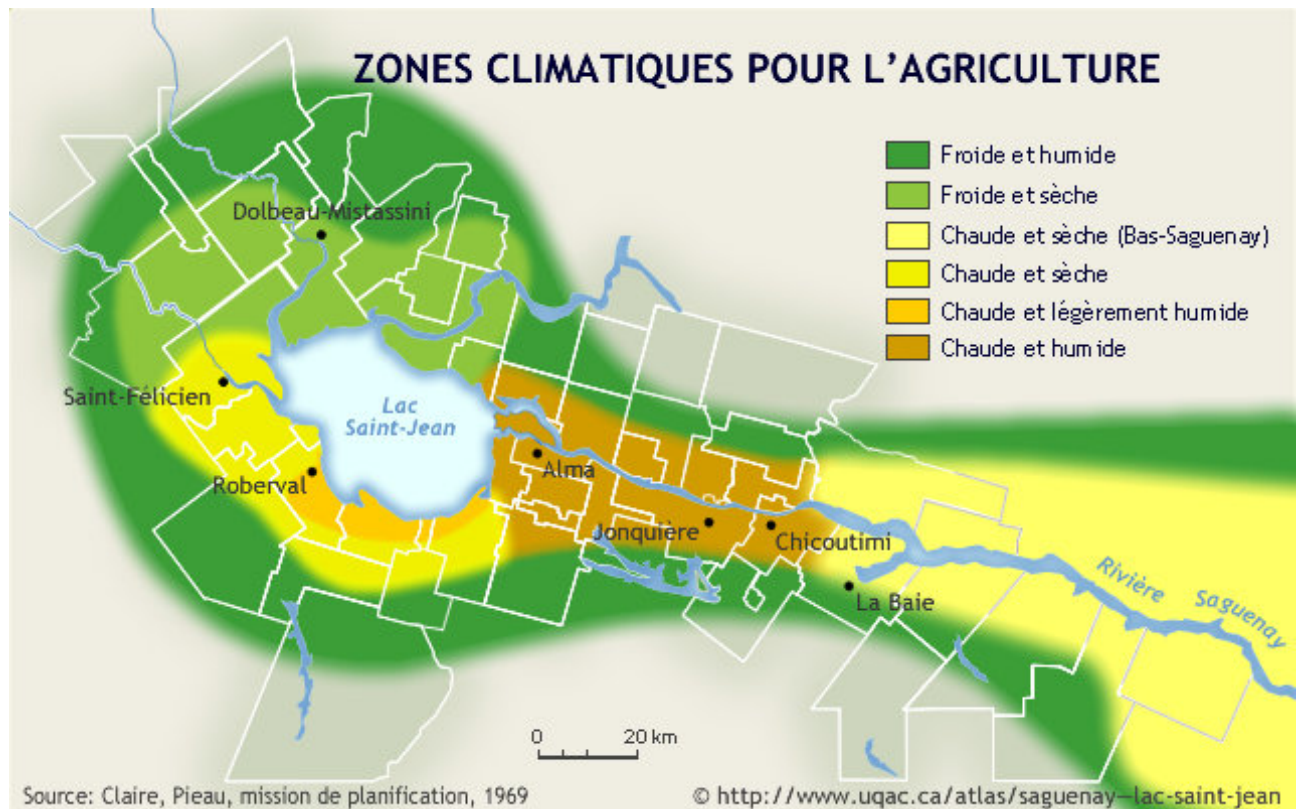 ZONES CLIMATIQUES POUR L'AGRICULTURE
Froide et humide
Froide et sèche
Chaude et sèche (Bas-Saguenay)
Chaude et sèche
Chaude et légèrement humide
Chaude et humide
Dolbeau-Mistassini
Saint-Félicien
Lac
Saint-Jean
Roberval
Alma
Jonquière
Chicoutimi
La Baie
Rivière Saguenay
0 20 km
Source: Claire, Pieau, mission de planification, 1969
© http://www.uqac.ca/atlas/saguenay-lac-saint-jean